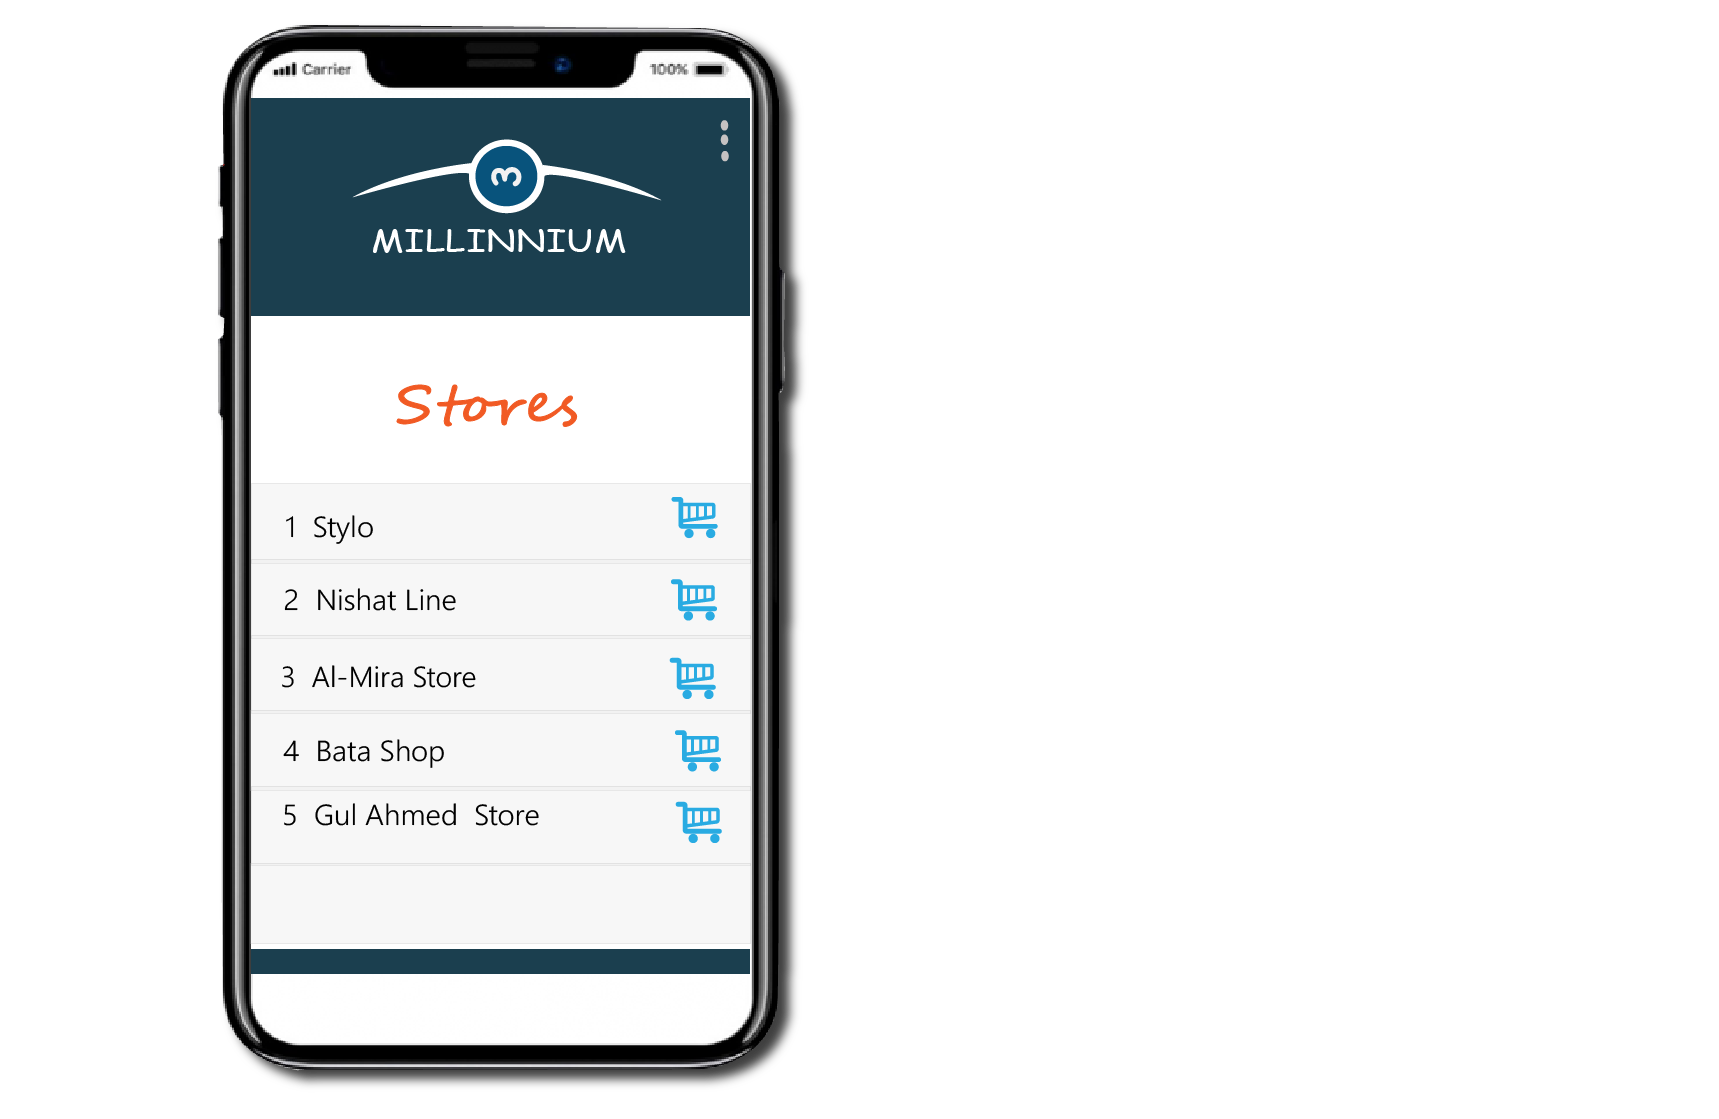 Carrier 100%
3
MILLINNIUM
Stores
1 Stylo
2 Nishat Line
3 Al-Mira Store
4 Bata Shop
5 Gul Ahmed Store